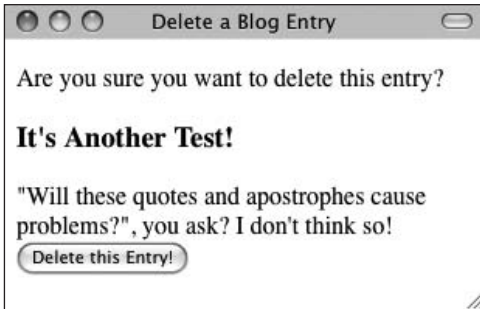 Delete a Blog Entry
Are you sure you want to delete this entry?
It's Another Test!
"Will these quotes and apostrophes cause
problems?", you ask? I don't think so!
Delete this Entry!